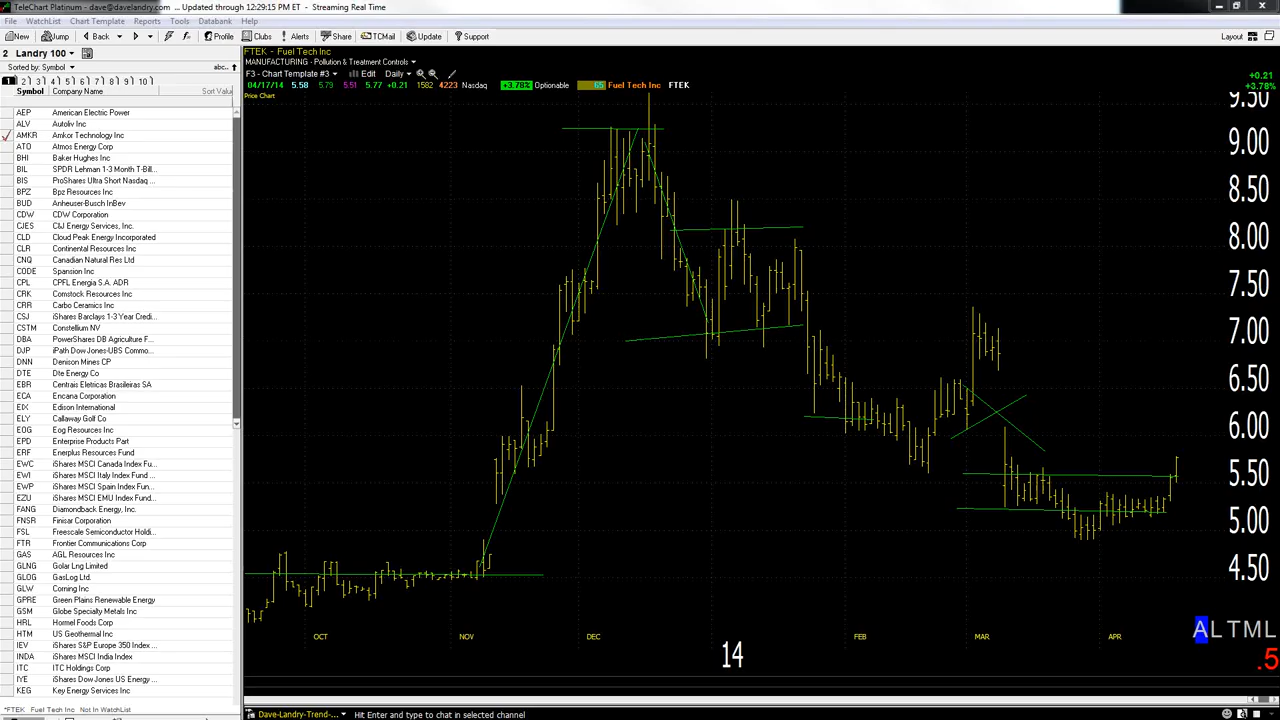 TeleChart Platinum - dave@davelandry.com ... Updated through 12:29:15 PM ET - Streaming Real Time
File WatchList Chart Template Reports Tools Databank Help
New Jump Back Profile Clubs Alerts Share TCMail Update Support Layout
2 Landry 100
Sorted by: Symbol abc..
1 2 3 4 5 6 7 8 9 10
Symbol Company Name Sort Valu
AEP American Electric Power
ALV Autoliv Inc
AMKR Amkor Technology Inc
ATO Atmos Energy Corp
BHI Baker Hughes Inc
BIL SPDR Lehman 1-3 Month T-Bill...
BIS ProShares Ultra Short Nasdaq ...
BPZ Bpz Resources Inc
BUD Anheuser-Busch InBev
CDW CDW Corporation
CJES C&J Energy Services, Inc.
CLD Cloud Peak Energy Incorporated
CLR Continental Resources Inc
CNQ Canadian Natural Res Ltd
CODE Spansion Inc
CPL CPFL Energia S.A. ADR
CRK Comstock Resources Inc
CRR Carbo Ceramics Inc
CSJ iShares Barclays 1-3 Year Credi...
CSTM Constellium NV
DBA PowerShares DB Agriculture F...
DJP iPath Dow Jones-UBS Commo...
DNN Denison Mines CP
DTE Dte Energy Co
EBR Centrais Eletricas Brasileiras SA
ECA Encana Corporation
EIX Edison International
ELY Callaway Golf Co
EOG Eog Resources Inc
EPD Enterprise Products Part
ERF Enerplus Resources Fund
EWC iShares MSCI Canada Index Fu...
EWI iShares MSCI Italy Index Fund
EWP iShares MSCI Spain Index Fund
EZU iShares MSCI EMU Index Fund
FANG Diamondback Energy, Inc.
FNSR Finisar Corporation
FSL Freescale Semiconductor Holdi...
FTR Frontier Communications Corp
GAS AGL Resources Inc
GLNG Golar Lng Limited
GLOG GasLog Ltd.
GLW Corning Inc
GPRE Green Plains Renewable Energy
GSM Globe Specialty Metals Inc
HRL Hormel Foods Corp
HTM US Geothermal Inc
IEV iShares S&P Europe 350 Index ...
INDA iShares MSCI India Index
ITC ITC Holdings Corp
IYE iShares Dow Jones US Energy ...
KEG Key Energy Services Inc
*FTEK Fuel Tech Inc Not In WatchList
FTEK - Fuel Tech Inc
MANUFACTURING - Pollution & Treatment Controls
F3 - Chart Template #3 Edit Daily
04/17/14 5.58 5.79 5.51 5.77 +0.21 1582 4223 Nasdaq +3.78% Optionable 65 Fuel Tech Inc FTEK
Price Chart
+0.21
+3.78%
9.50
9.00
8.50
8.00
7.50
7.00
6.50
6.00
5.50
5.00
4.50
ALTML
.5
OCT NOV DEC 14 FEB MAR APR
Dave-Landry-Trend-... Hit Enter and type to chat in selected channel